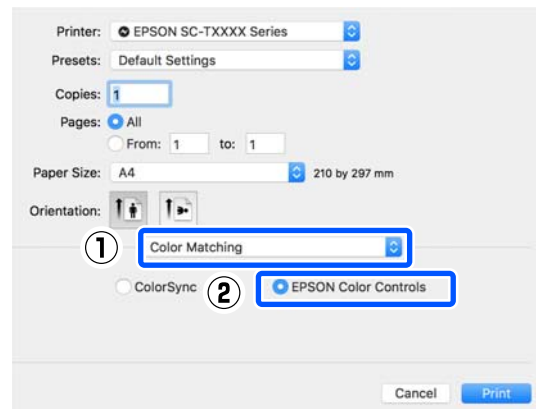 Printer: EPSON SC-TXXXX Series
Presets: Default Settings
Copies: 1
Pages: All
From: 1 to: 1
Paper Size: A4 210 by 297 mm
Orientation:
1 Color Matching
ColorSync 2 EPSON Color Controls
Cancel Print